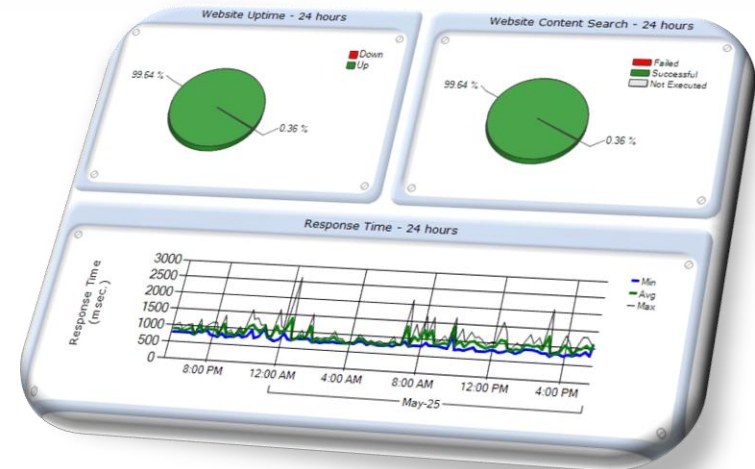 Website Uptime - 24 hours
Down
Up
99.64 %
0.36 %
Website Content Search - 24 hours
Failed
Successful
Not Executed
99.64 %
0.36 %
Response Time - 24 hours
Response Time
(msec.)
3000
2500
2000
1500
1000
500
0
Min
Avg
Max
8:00 PM
12:00 AM
4:00 AM
8:00 AM
12:00 PM
4:00 PM
May-25